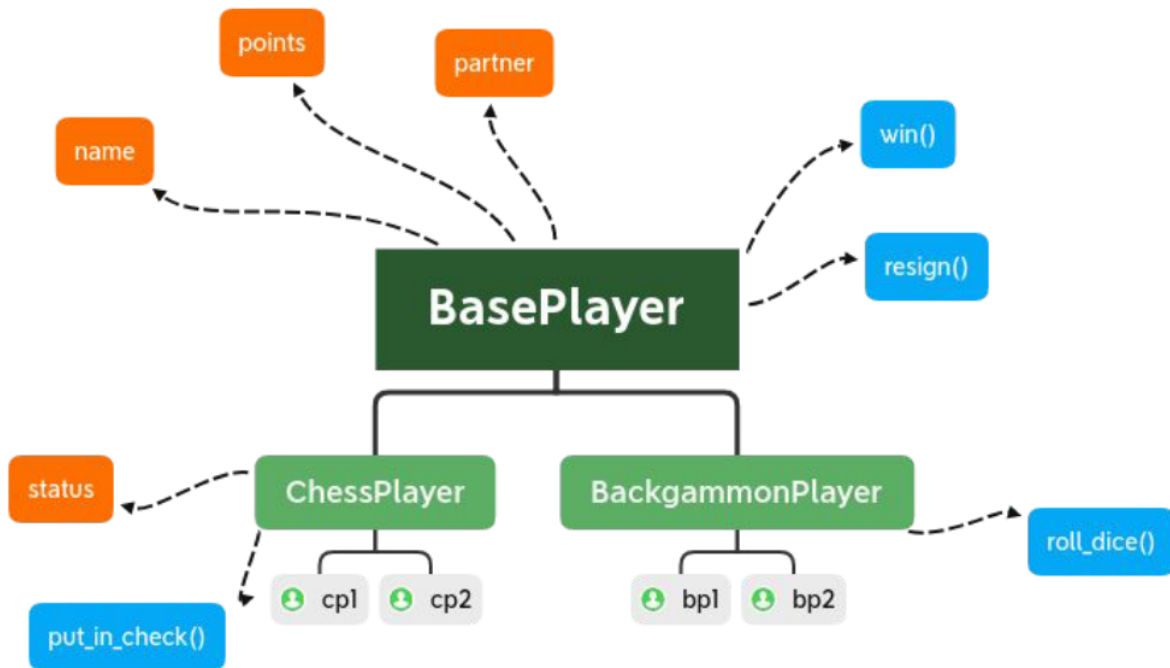 points
partner
name
win()
resign()
BasePlayer
status
ChessPlayer
BackgammonPlayer
roll_dice()
cp1
cp2
bp1
bp2
put_in_check()